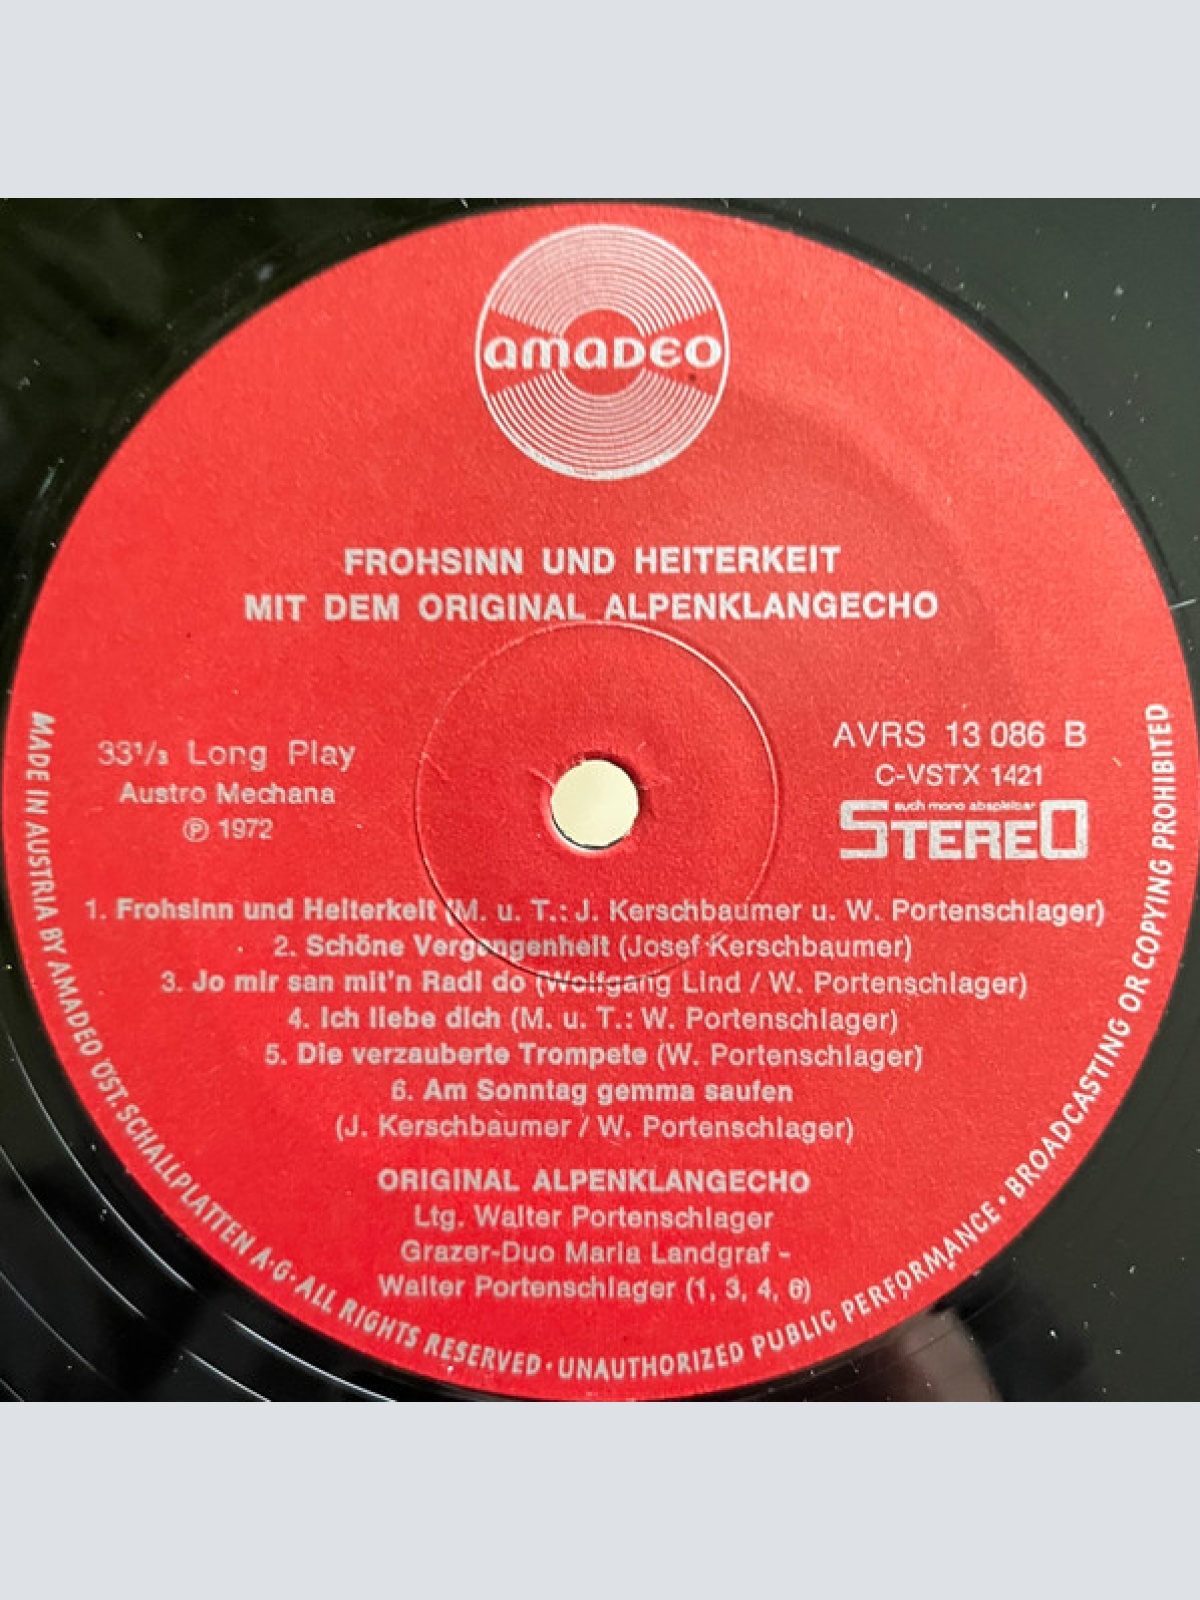 amaDEO
FROHSINN UND HEITERKEIT
MIT DEM ORIGINAL ALPENKLANGECHO
33⅓ Long Play
Austro Mechana
℗ 1972
AVRS 13 086 B
C-VSTX 1421
auch mono abspielbar
STEREO
1. Frohsinn und Heiterkeit (M. u. T.: J. Kerschbaumer u. W. Portenschlager)
2. Schöne Vergangenheit (Josef Kerschbaumer)
3. Jo mir san mit'n Radl do (Wolfgang Lind / W. Portenschlager)
4. Ich liebe dich (M. u. T.: W. Portenschlager)
5. Die verzauberte Trompete (W. Portenschlager)
6. Am Sonntag gemma saufen
(J. Kerschbaumer / W. Portenschlager)
ORIGINAL ALPENKLANGECHO
Ltg. Walter Portenschlager
Grazer-Duo Maria Landgraf -
Walter Portenschlager (1, 3, 4, 6)
MADE IN AUSTRIA BY AMADEO ÖST. SCHALLPLATTEN A·G· ALL RIGHTS RESERVED · UNAUTHORIZED PUBLIC PERFORMANCE · BROADCASTING OR COPYING PROHIBITED